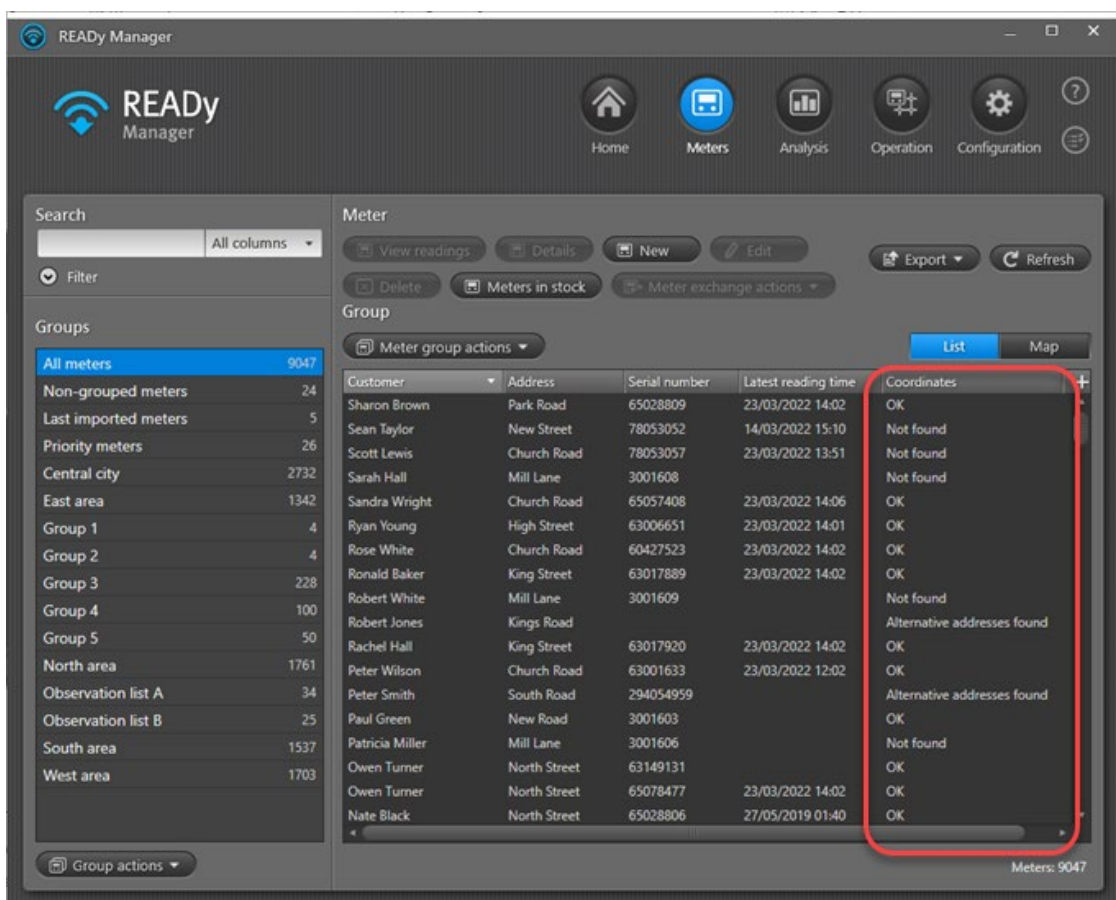 READy Manager
READy
Manager
Home Meters Analysis Operation Configuration
?
Search
All columns
Filter
Groups
All meters 9047
Non-grouped meters 24
Last imported meters 5
Priority meters 26
Central city 2732
East area 1342
Group 1 4
Group 2 4
Group 3 228
Group 4 100
Group 5 50
North area 1761
Observation list A 34
Observation list B 25
South area 1537
West area 1703
Group actions
Meter
View readings Details New Edit Export Refresh
Delete Meters in stock Meter exchange actions
Group
Meter group actions List Map
Customer Address Serial number Latest reading time Coordinates +
Sharon Brown Park Road 65028809 23/03/2022 14:02 OK
Sean Taylor New Street 78053052 14/03/2022 15:10 Not found
Scott Lewis Church Road 78053057 23/03/2022 13:51 Not found
Sarah Hall Mill Lane 3001608 Not found
Sandra Wright Church Road 65057408 23/03/2022 14:06 OK
Ryan Young High Street 63006651 23/03/2022 14:01 OK
Rose White Church Road 60427523 23/03/2022 14:02 OK
Ronald Baker King Street 63017889 23/03/2022 14:02 OK
Robert White Mill Lane 3001609 Not found
Robert Jones Kings Road Alternative addresses found
Rachel Hall King Street 63017920 23/03/2022 14:02 OK
Peter Wilson Church Road 63001633 23/03/2022 12:02 OK
Peter Smith South Road 294054959 Alternative addresses found
Paul Green New Road 3001603 OK
Patricia Miller Mill Lane 3001606 Not found
Owen Turner North Street 63149131 OK
Owen Turner North Street 65078477 23/03/2022 14:02 OK
Nate Black North Street 65028806 27/05/2019 01:40 OK
Meters: 9047